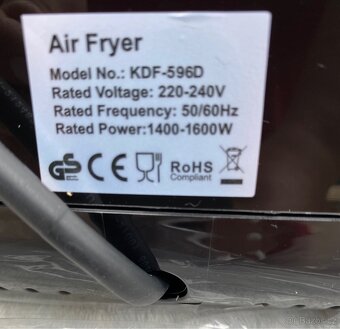 Air Fryer
Model No.: KDF-596D
Rated Voltage: 220-240V
Rated Frequency: 50/60Hz
Rated Power:1400-1600W
GS CE RoHS
Compliant